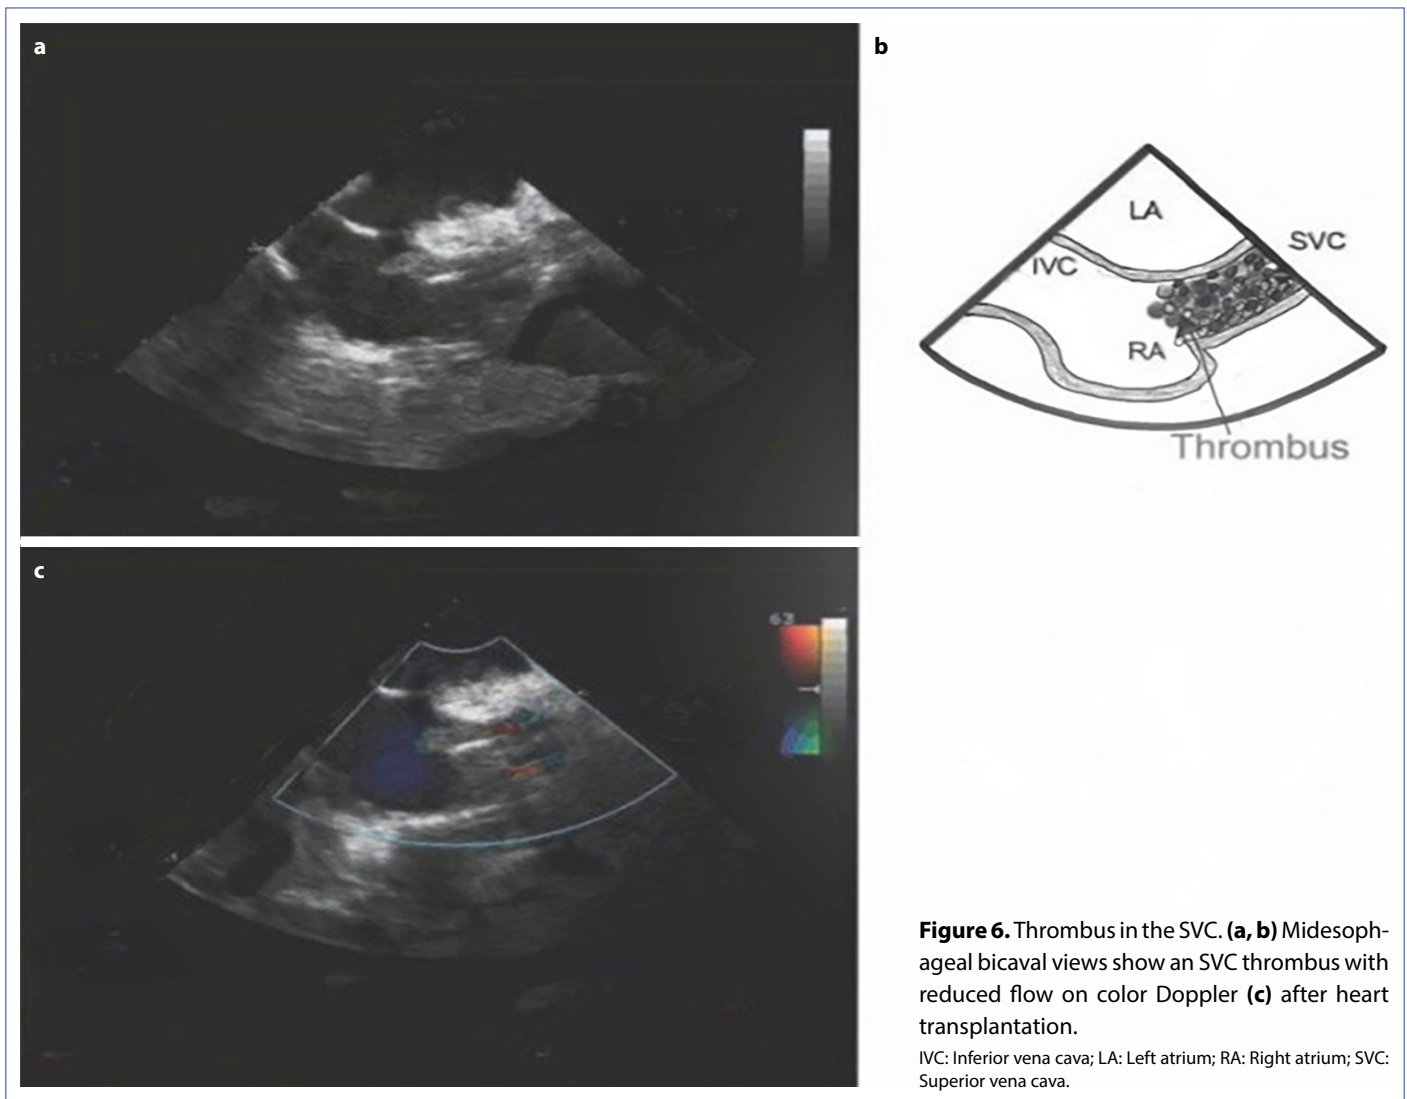 a
b
LA
SVC
IVC
RA
Thrombus
c
63
Figure 6. Thrombus in the SVC. (a, b) Midesoph-
ageal bicaval views show an SVC thrombus with
reduced flow on color Doppler (c) after heart
transplantation.
IVC: Inferior vena cava; LA: Left atrium; RA: Right atrium; SVC:
Superior vena cava.